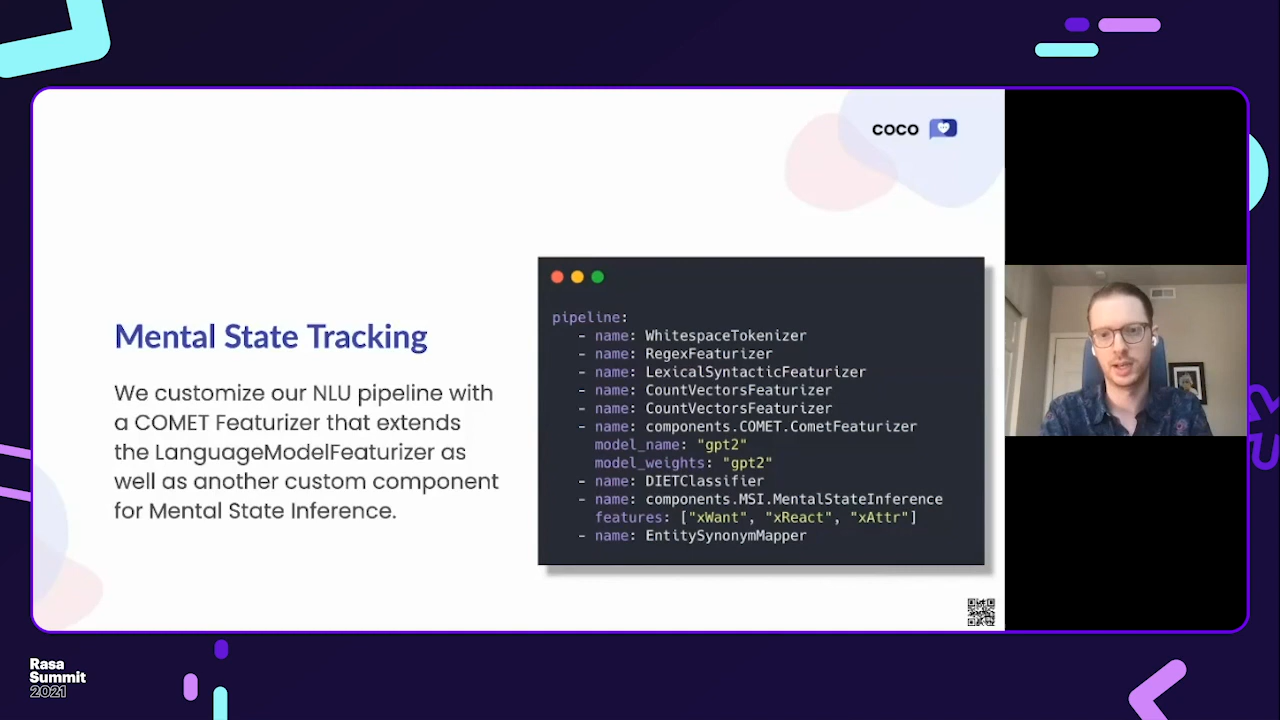 coco
Mental State Tracking
We customize our NLU pipeline with
a COMET Featurizer that extends
the LanguageModelFeaturizer as
well as another custom component
for Mental State Inference.
pipeline:
- name: WhitespaceTokenizer
- name: RegexFeaturizer
- name: LexicalSyntacticFeaturizer
- name: CountVectorsFeaturizer
- name: CountVectorsFeaturizer
- name: components.COMET.CometFeaturizer
model_name: "gpt2"
model_weights: "gpt2"
- name: DIETClassifier
- name: components.MSI.MentalStateInference
features: ["xWant", "xReact", "xAttr"]
- name: EntitySynonymMapper
Rasa
Summit
2021